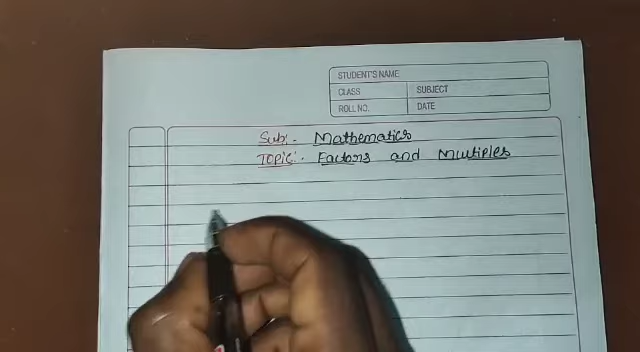 STUDENT'S NAME
CLASS SUBJECT
ROLL NO. DATE
Sub:. Mathematics
Topic:. Factors and Multiples